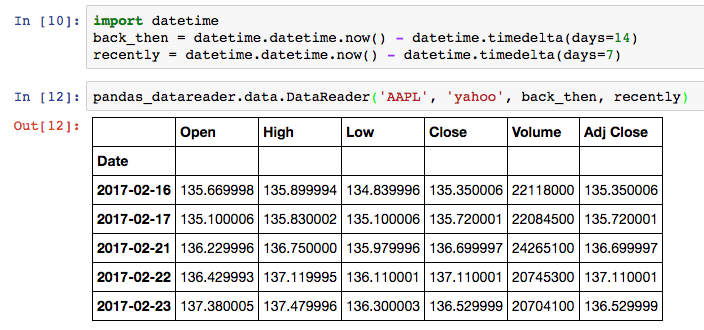 In [10]: import datetime
back_then = datetime.datetime.now() - datetime.timedelta(days=14)
recently = datetime.datetime.now() - datetime.timedelta(days=7)
In [12]: pandas_datareader.data.DataReader('AAPL', 'yahoo', back_then, recently)
Out[12]:
Open High Low Close Volume Adj Close
Date
2017-02-16 135.669998 135.899994 134.839996 135.350006 22118000 135.350006
2017-02-17 135.100006 135.830002 135.100006 135.720001 22084500 135.720001
2017-02-21 136.229996 136.750000 135.979996 136.699997 24265100 136.699997
2017-02-22 136.429993 137.119995 136.110001 137.110001 20745300 137.110001
2017-02-23 137.380005 137.479996 136.300003 136.529999 20704100 136.529999